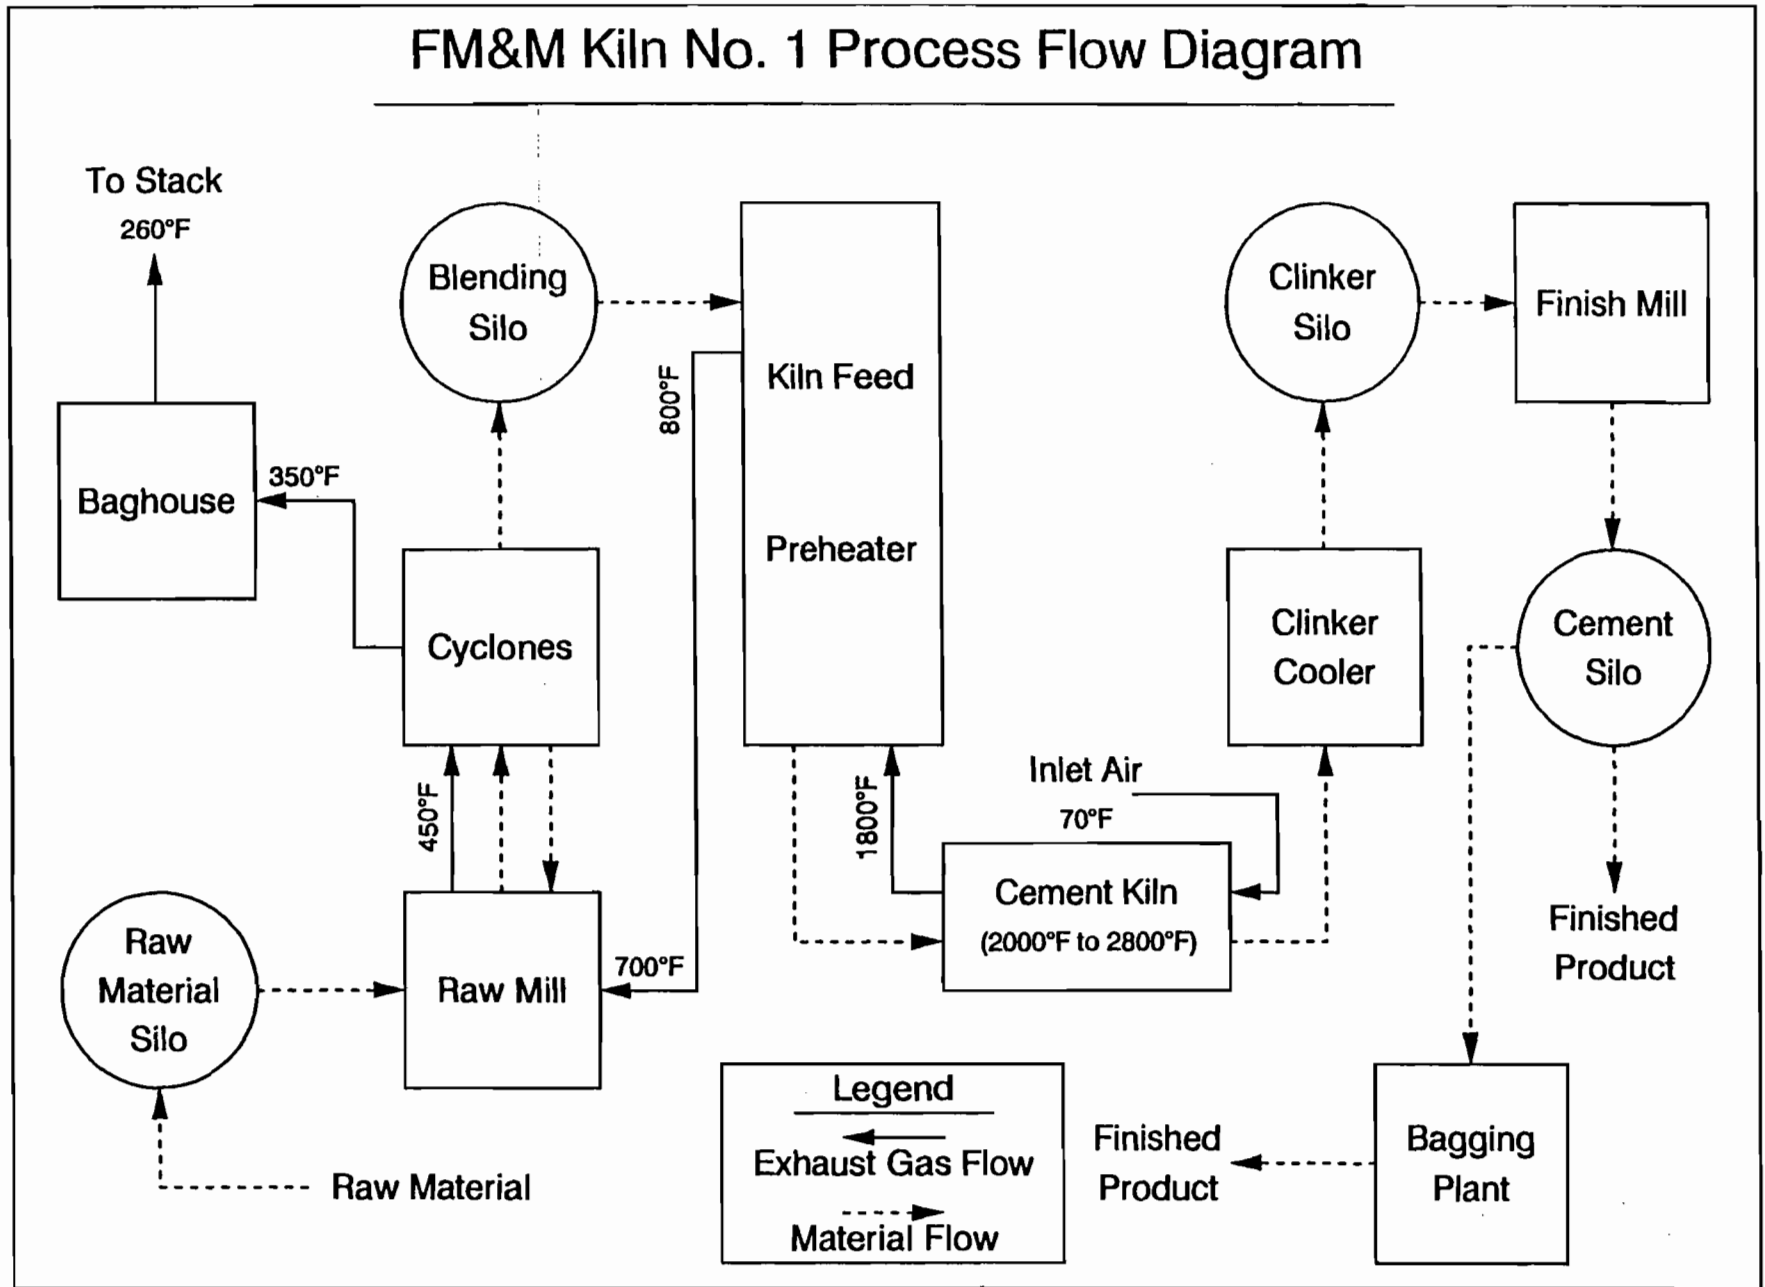 FM&M Kiln No. 1 Process Flow Diagram
To Stack
260°F
Blending
Silo
Kiln Feed
Preheater
Clinker
Silo
Finish Mill
800°F
Baghouse
350°F
Cyclones
Clinker
Cooler
Cement
Silo
450°F
1800°F
Inlet Air
70°F
Cement Kiln
(2000°F to 2800°F)
Raw
Material
Silo
Raw Mill
700°F
Finished
Product
Raw Material
Legend
Exhaust Gas Flow
Material Flow
Finished
Product
Bagging
Plant